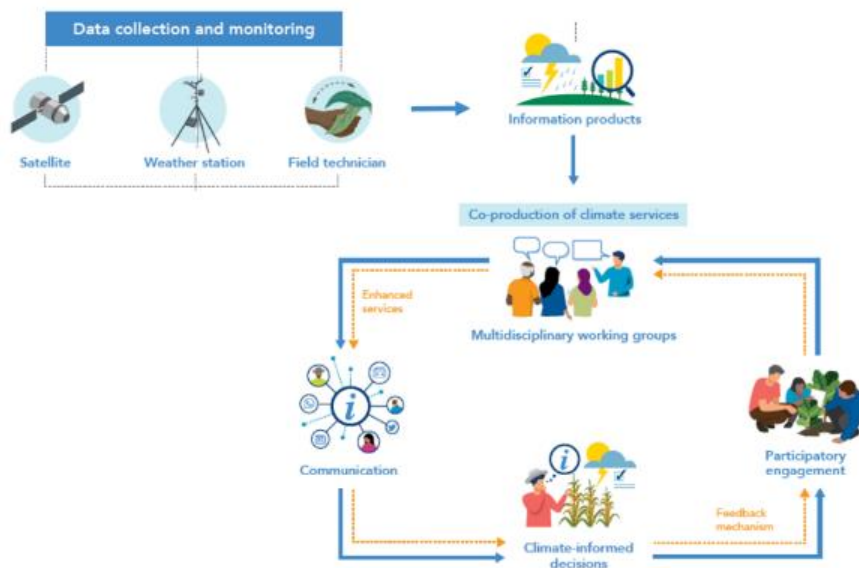 Data collection and monitoring
Satellite
Weather station
Field technician
Information products
Co-production of climate services
Enhanced
services
Multidisciplinary working groups
Communication
Participatory
engagement
Feedback
mechanism
Climate-informed
decisions